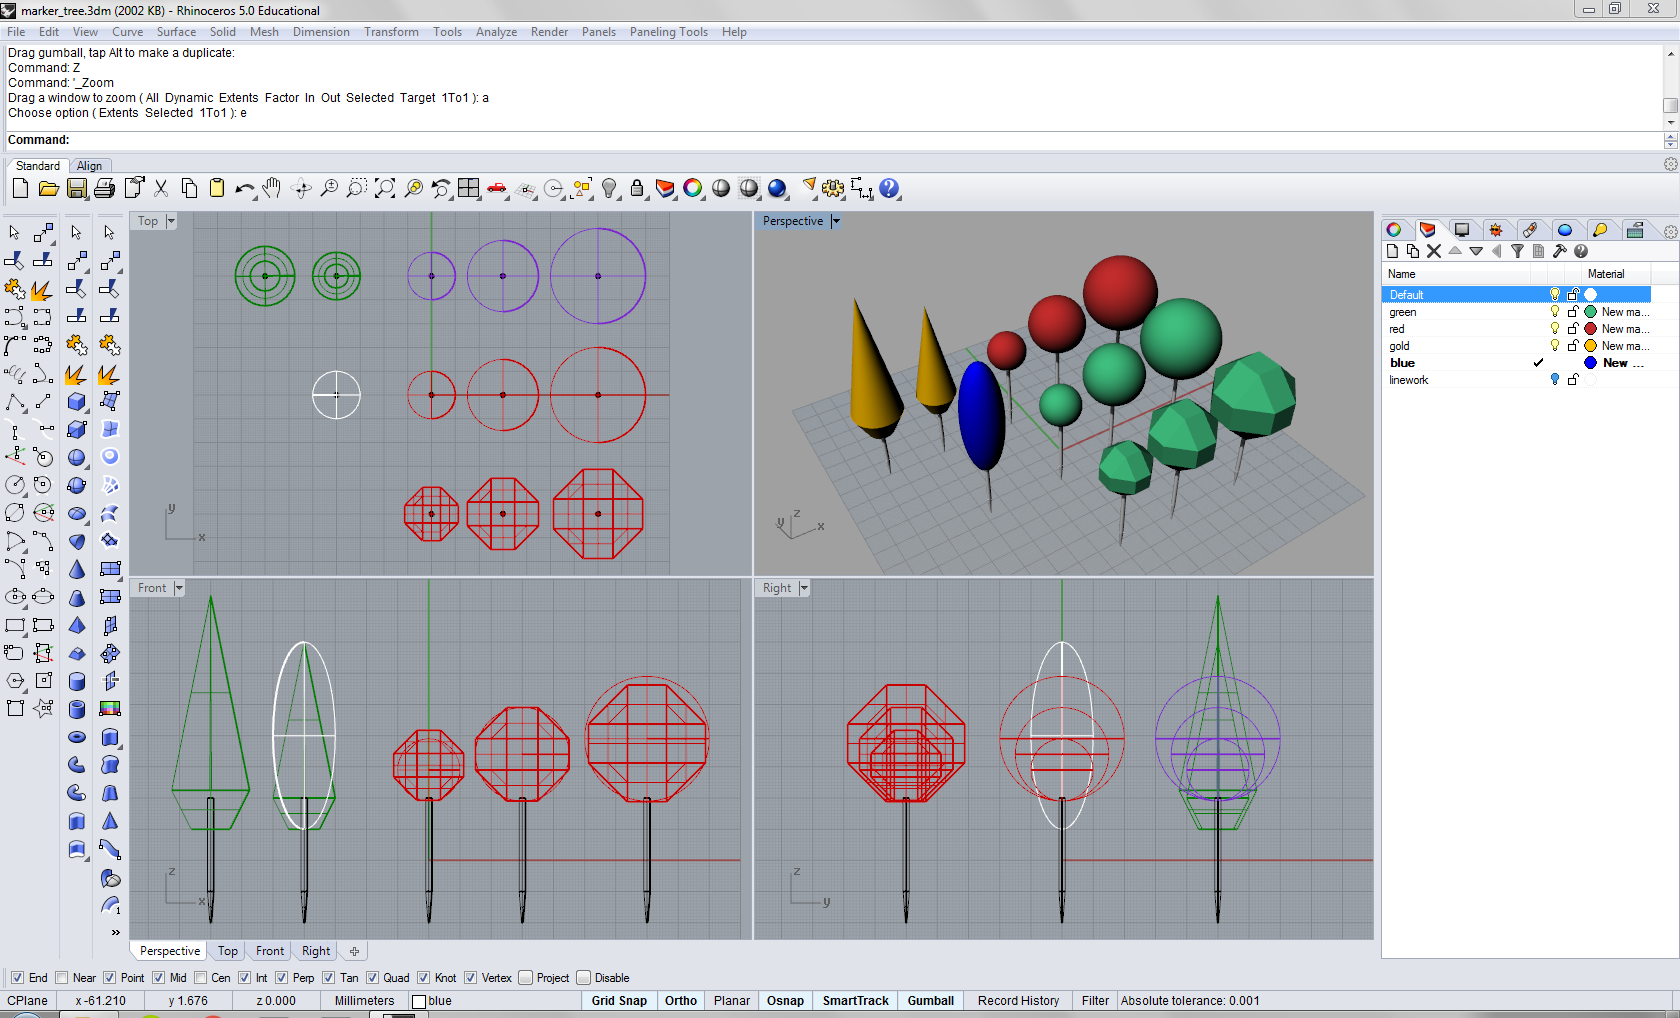 marker_tree.3dm (2002 KB) - Rhinoceros 5.0 Educational
File Edit View Curve Surface Solid Mesh Dimension Transform Tools Analyze Render Panels Paneling Tools Help
Drag gumball, tap Alt to make a duplicate:
Command: Z
Command: '_Zoom
Drag a window to zoom ( All Dynamic Extents Factor In Out Selected Target 1To1 ): a
Choose option ( Extents Selected 1To1 ): e
Command:
Standard Align
Top
Perspective
y
x
z
y
x
Name Material
Default
green New ma...
red New ma...
gold New ma...
blue New ...
linework
Front
Right
z
x
z
y
1
»
Perspective Top Front Right
End Near Point Mid Cen Int Perp Tan Quad Knot Vertex Project Disable
CPlane x -61.210 y 1.676 z 0.000 Millimeters blue Grid Snap Ortho Planar Osnap SmartTrack Gumball Record History Filter Absolute tolerance: 0.001